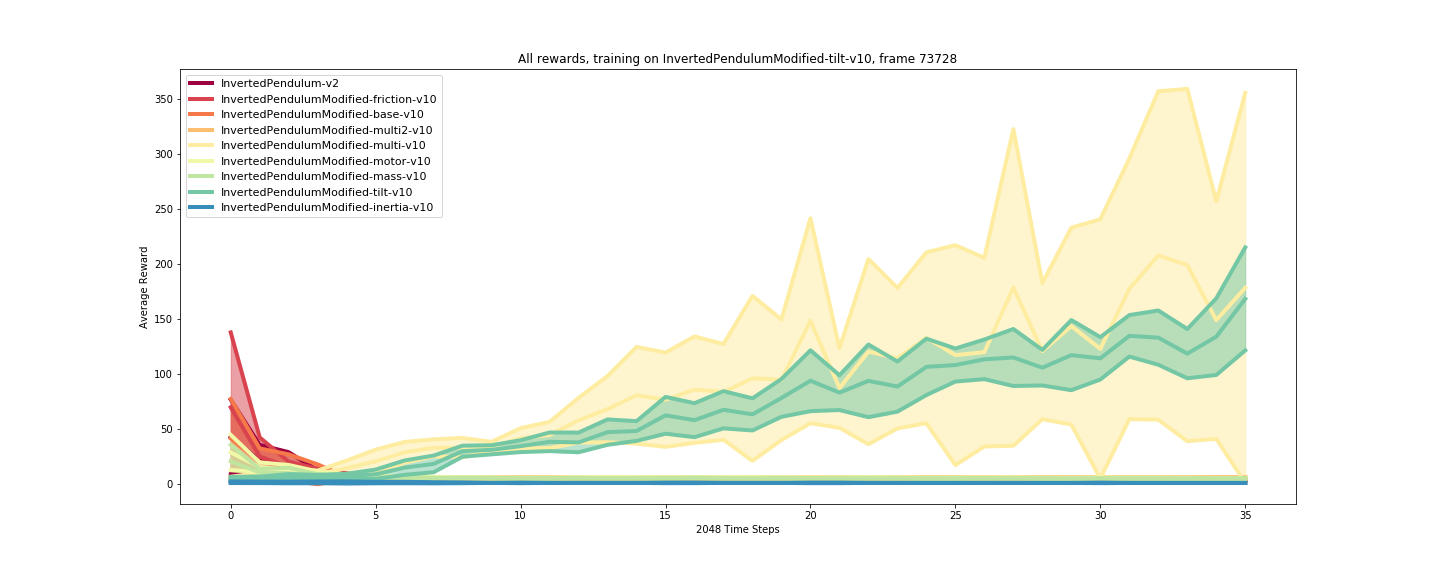 All rewards, training on InvertedPendulumModified-tilt-v10, frame 73728
InvertedPendulum-v2
InvertedPendulumModified-friction-v10
InvertedPendulumModified-base-v10
InvertedPendulumModified-multi2-v10
InvertedPendulumModified-multi-v10
InvertedPendulumModified-motor-v10
InvertedPendulumModified-mass-v10
InvertedPendulumModified-tilt-v10
InvertedPendulumModified-inertia-v10
Average Reward
350
300
250
200
150
100
50
0
0 5 10 15 20 25 30 35
2048 Time Steps